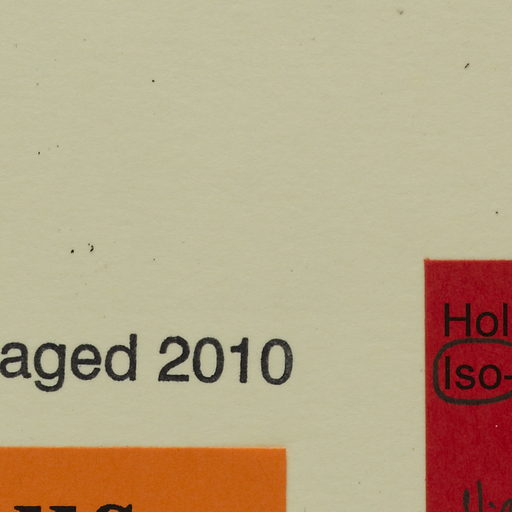 aged 2010
Hol
Iso-